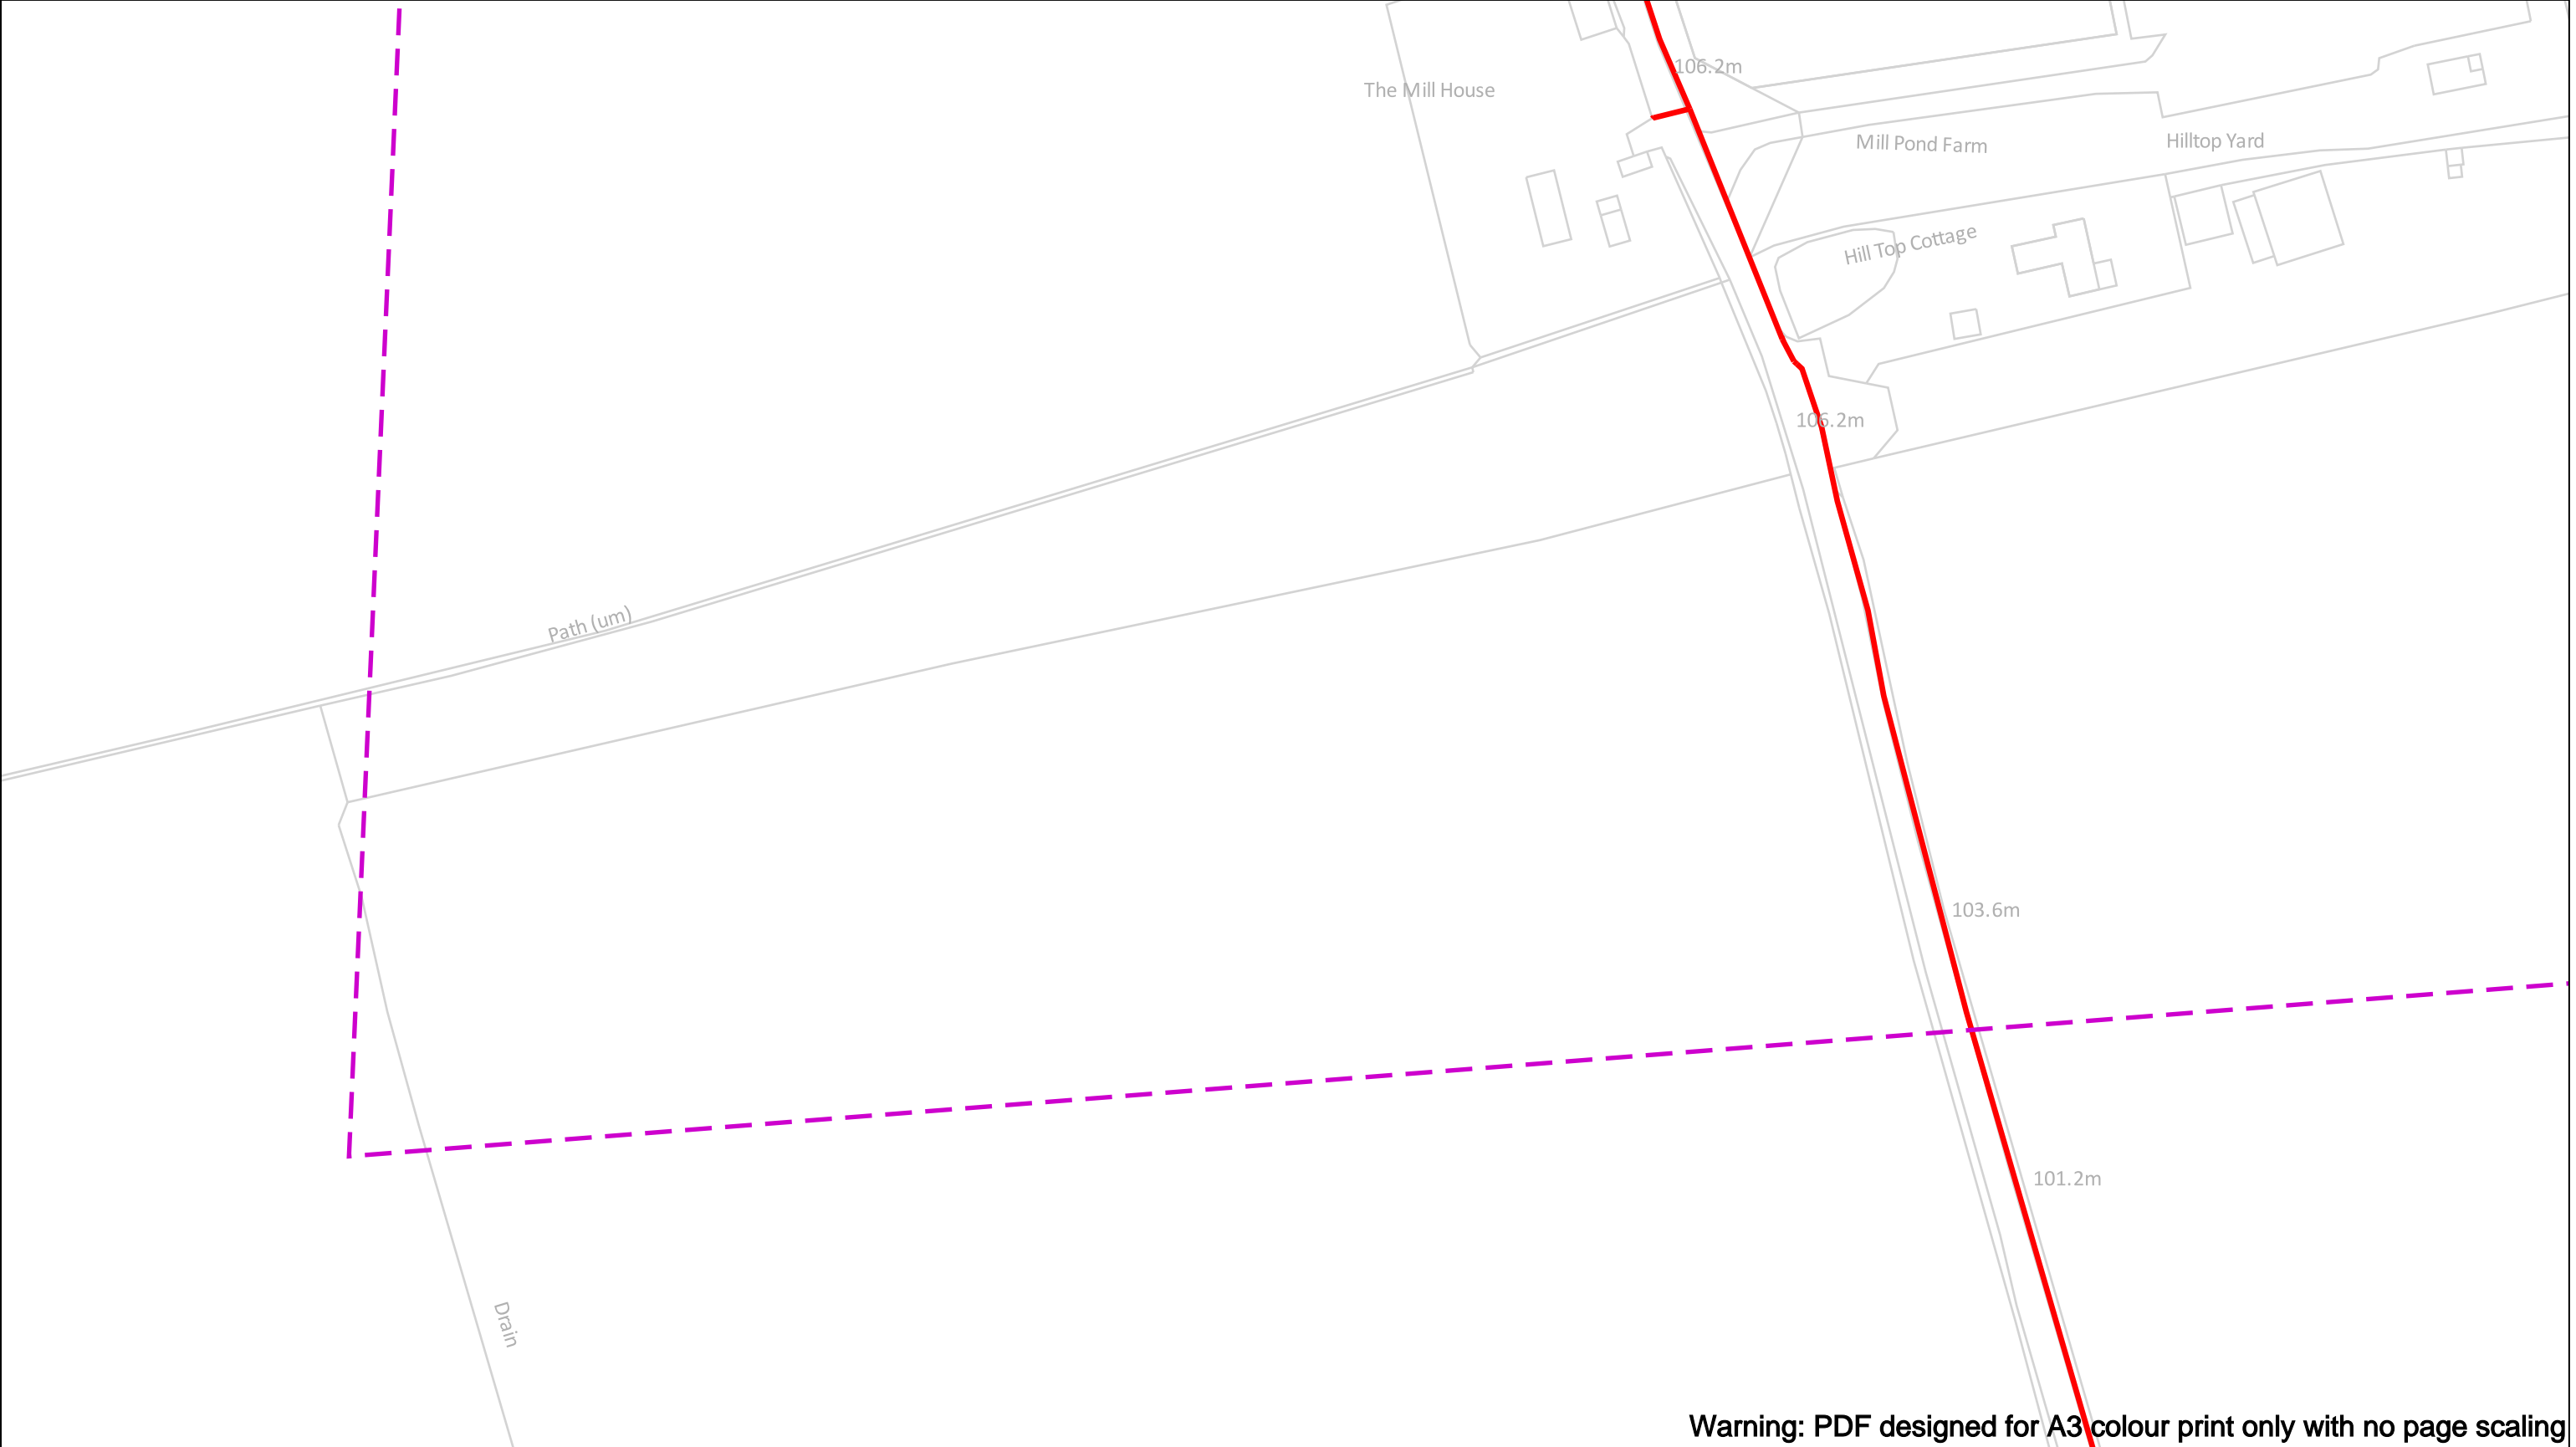 106.2m
The Mill House
Mill Pond Farm
Hilltop Yard
Hill Top Cottage
106.2m
Path (um)
103.6m
101.2m
Drain
Warning: PDF designed for A3 colour print only with no page scaling